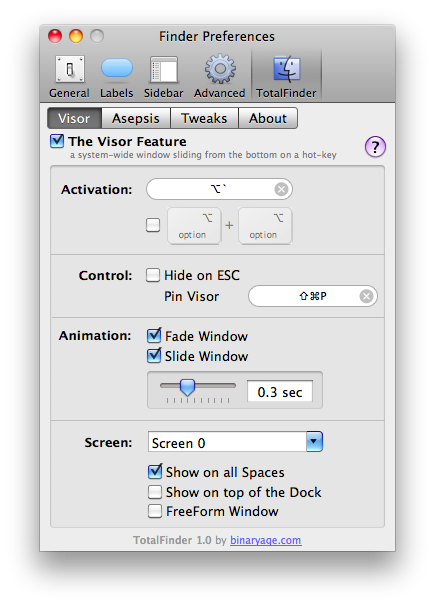 Finder Preferences
General Labels Sidebar Advanced TotalFinder
Visor Asepsis Tweaks About
The Visor Feature
a system-wide window sliding from the bottom on a hot-key
?
Activation: ⌥`
⌥ + ⌥
option option
Control: Hide on ESC
Pin Visor ⇧⌘P
Animation: Fade Window
Slide Window
0.3 sec
Screen: Screen 0
Show on all Spaces
Show on top of the Dock
FreeForm Window
TotalFinder 1.0 by binaryage.com